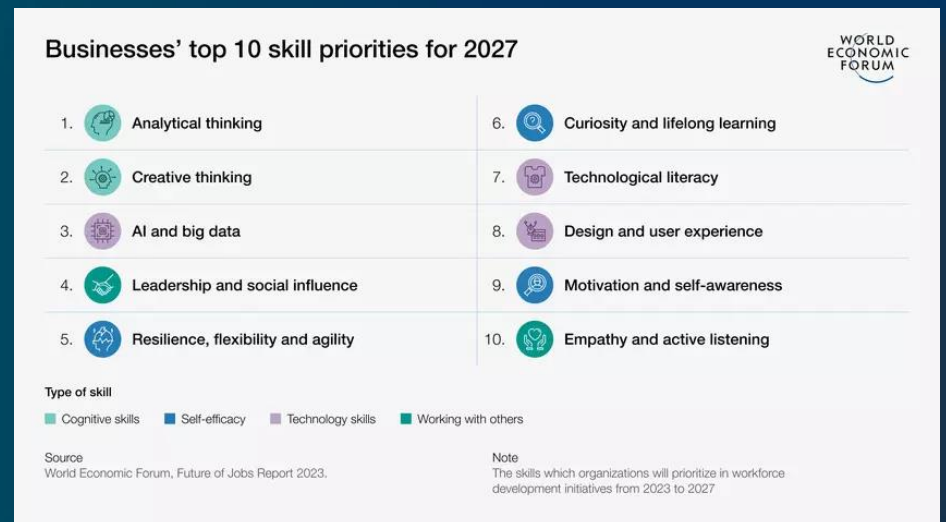 Businesses' top 10 skill priorities for 2027
WORLD
ECONOMIC
FORUM
1. Analytical thinking
2. Creative thinking
3. AI and big data
4. Leadership and social influence
5. Resilience, flexibility and agility
6. Curiosity and lifelong learning
7. Technological literacy
8. Design and user experience
9. Motivation and self-awareness
10. Empathy and active listening
Type of skill
Cognitive skills Self-efficacy Technology skills Working with others
Source
World Economic Forum, Future of Jobs Report 2023.
Note
The skills which organizations will prioritize in workforce
development initiatives from 2023 to 2027